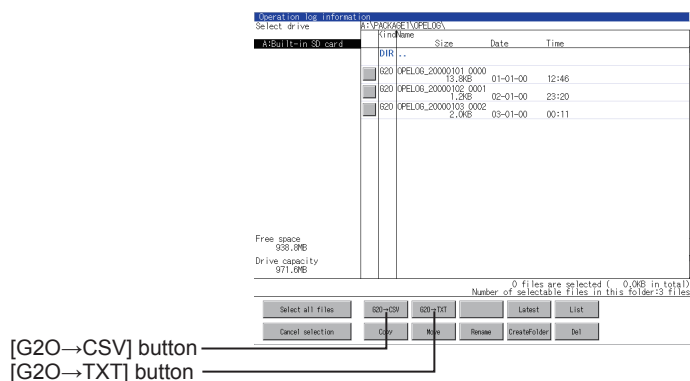 Operation log information
Select drive A:\PACKAGE1\OPELOG\
Kind Name
A:Built-in SD card Size Date Time
DIR ..
G2O OPELOG_20000101_0000
13.8KB 01-01-00 12:46
G2O OPELOG_20000102_0001
1.2KB 02-01-00 23:20
G2O OPELOG_20000103_0002
2.0KB 03-01-00 00:11
Free space
938.8MB
Drive capacity
971.6MB
0 files are selected ( 0.0KB in total)
Number of selectable files in this folder:3 files
Select all files G2O→CSV G2O→TXT Latest List
Cancel selection Copy Move Rename CreateFolder Del
[G2O→CSV] button
[G2O→TXT] button